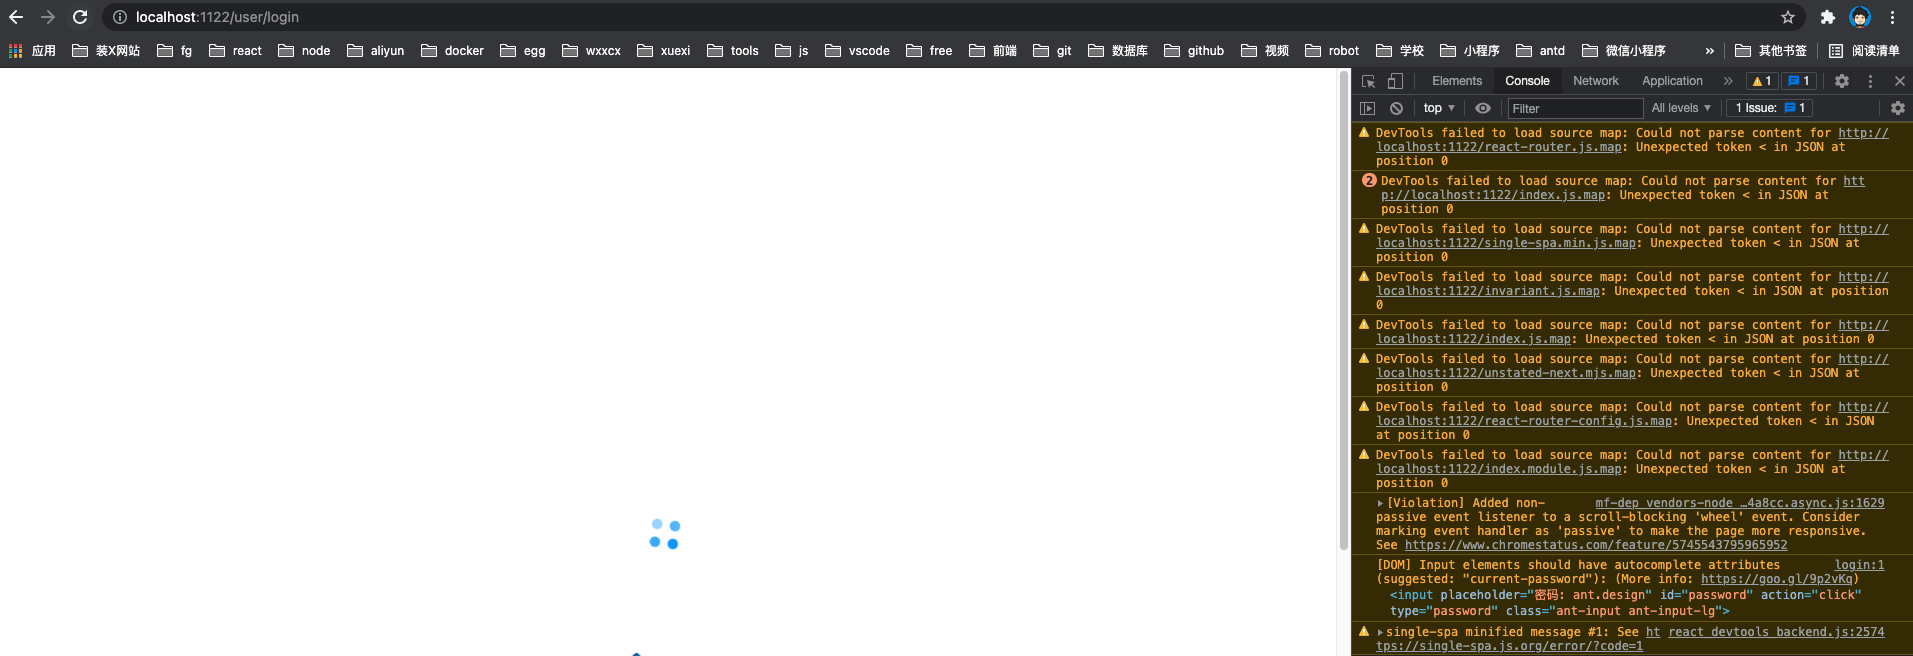 localhost:1122/user/login
应用 装X网站 fg react node aliyun docker egg wxxcx xuexi tools js vscode free 前端 git 数据库 github 视频 robot 学校 小程序 antd 微信小程序 » 其他书签 阅读清单
Elements Console Network Application » 1 1
top Filter All levels 1 Issue: 1
DevTools failed to load source map: Could not parse content for http://
localhost:1122/react-router.js.map: Unexpected token < in JSON at
position 0
2 DevTools failed to load source map: Could not parse content for htt
p://localhost:1122/index.js.map: Unexpected token < in JSON at
position 0
DevTools failed to load source map: Could not parse content for http://
localhost:1122/single-spa.min.js.map: Unexpected token < in JSON at
position 0
DevTools failed to load source map: Could not parse content for http://
localhost:1122/invariant.js.map: Unexpected token < in JSON at position
0
DevTools failed to load source map: Could not parse content for http://
localhost:1122/index.js.map: Unexpected token < in JSON at position 0
DevTools failed to load source map: Could not parse content for http://
localhost:1122/unstated-next.mjs.map: Unexpected token < in JSON at
position 0
DevTools failed to load source map: Could not parse content for http://
localhost:1122/react-router-config.js.map: Unexpected token < in JSON
at position 0
DevTools failed to load source map: Could not parse content for http://
localhost:1122/index.module.js.map: Unexpected token < in JSON at
position 0
[Violation] Added non- mf-dep_vendors-node_…4a8cc.async.js:1629
passive event listener to a scroll-blocking 'wheel' event. Consider
marking event handler as 'passive' to make the page more responsive.
See https://www.chromestatus.com/feature/5745543795965952
[DOM] Input elements should have autocomplete attributes login:1
(suggested: "current-password"): (More info: https://goo.gl/9p2vKq)
<input placeholder="密码: ant.design" id="password" action="click"
type="password" class="ant-input ant-input-lg">
single-spa minified message #1: See ht react_devtools_backend.js:2574
tps://single-spa.js.org/error/?code=1